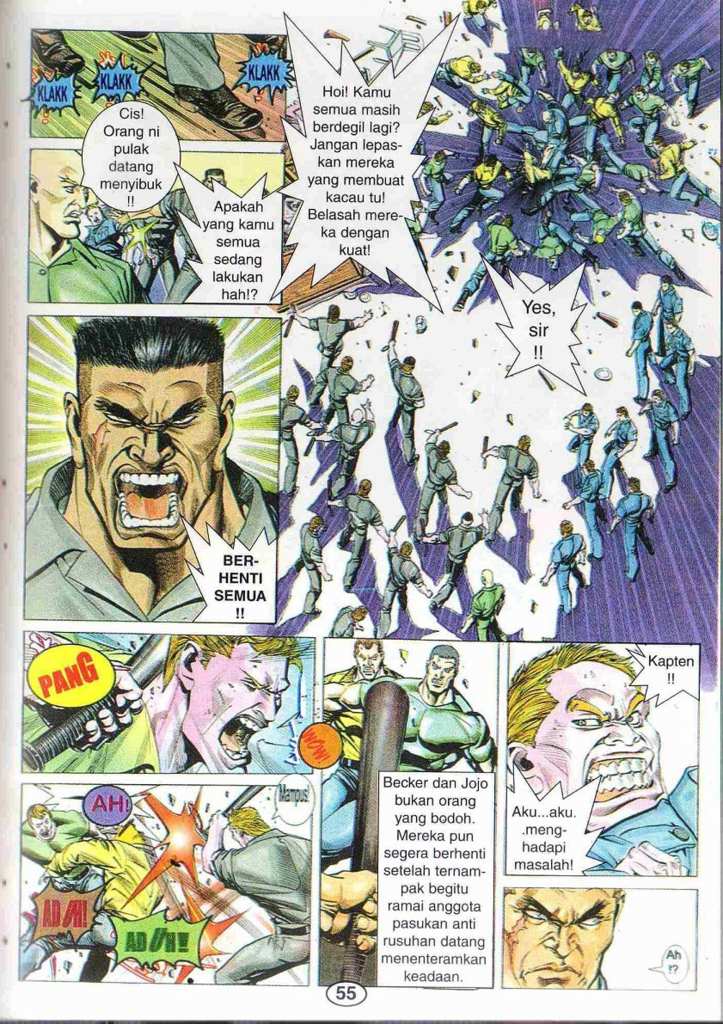 KLAKK
KLAKK
KLAKK
Cis!
Orang ni
pulak
datang
menyibuk
!!
Apakah
yang kamu
semua
sedang
lakukan
hah!?
Hoi! Kamu
semua masih
berdegil lagi?
Jangan lepas-
kan mereka
yang membuat
kacau tu!
Belasah mere-
ka dengan
kuat!
Yes,
sir
!!
BER-
HENTI
SEMUA
!!
PANG
WOW!
Becker dan Jojo
bukan orang
yang bodoh.
Mereka pun
segera berhenti
setelah ternam-
pak begitu
ramai anggota
pasukan anti
rusuhan datang
menenteramkan
keadaan.
Kapten
!!
Aku...aku.
.meng-
hadapi
masalah!
AH!
Mampus!
ADUH!
ADUH!!
Ah
!?
55